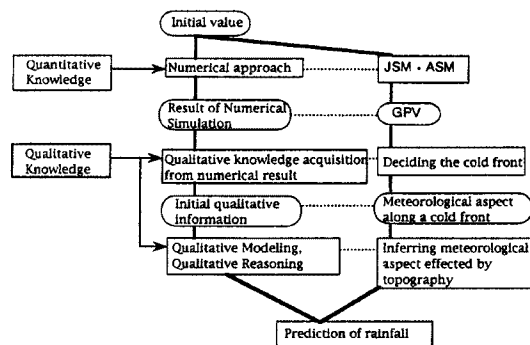 Initial value
Quantitative
Knowledge
Numerical approach
JSM・ASM
Result of Numerical
Simulation
GPV
Qualitative
Knowledge
Qualitative knowledge acquisition
from numerical result
Deciding the cold front
Initial qualitative
information
Meteorological aspect
along a cold front
Qualitative Modeling,
Qualitative Reasoning
Inferring meteorological
aspect effected by
topography
Prediction of rainfall